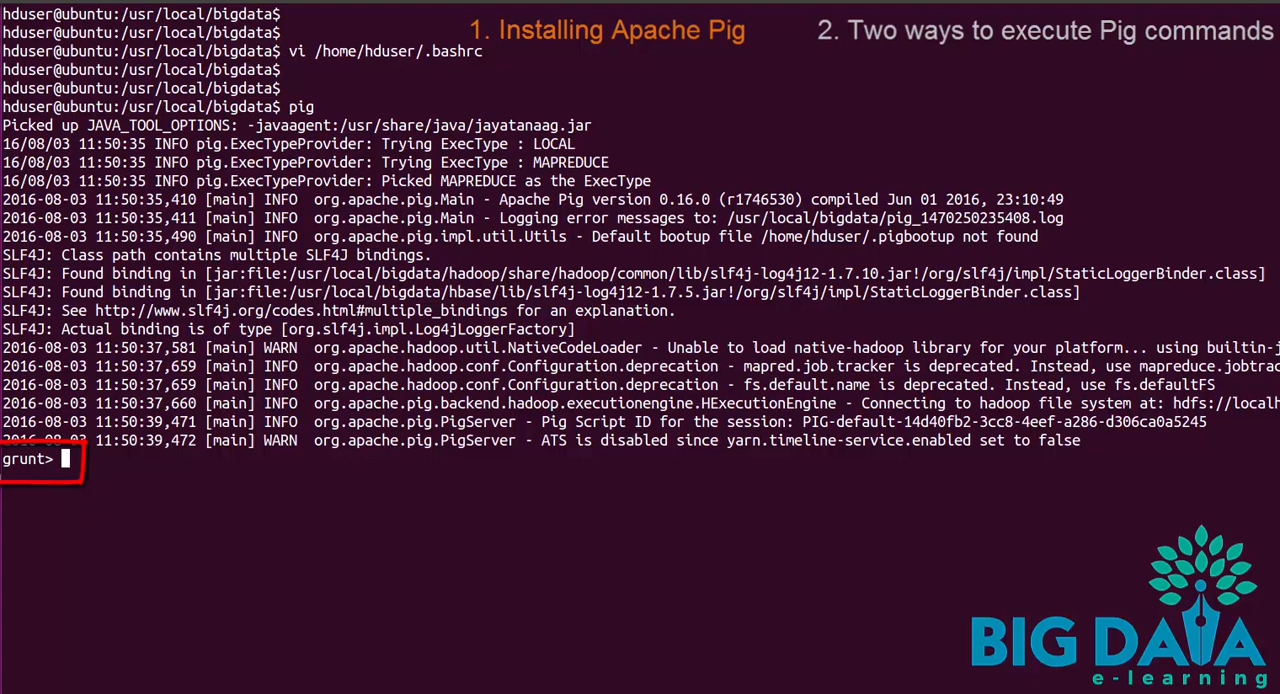 hduser@ubuntu:/usr/local/bigdata$
1. Installing Apache Pig
2. Two ways to execute Pig commands
hduser@ubuntu:/usr/local/bigdata$
hduser@ubuntu:/usr/local/bigdata$ vi /home/hduser/.bashrc
hduser@ubuntu:/usr/local/bigdata$
hduser@ubuntu:/usr/local/bigdata$
hduser@ubuntu:/usr/local/bigdata$ pig
Picked up JAVA_TOOL_OPTIONS: -javaagent:/usr/share/java/jayatanaag.jar
16/08/03 11:50:35 INFO pig.ExecTypeProvider: Trying ExecType : LOCAL
16/08/03 11:50:35 INFO pig.ExecTypeProvider: Trying ExecType : MAPREDUCE
16/08/03 11:50:35 INFO pig.ExecTypeProvider: Picked MAPREDUCE as the ExecType
2016-08-03 11:50:35,410 [main] INFO  org.apache.pig.Main - Apache Pig version 0.16.0 (r1746530) compiled Jun 01 2016, 23:10:49
2016-08-03 11:50:35,411 [main] INFO  org.apache.pig.Main - Logging error messages to: /usr/local/bigdata/pig_1470250235408.log
2016-08-03 11:50:35,490 [main] INFO  org.apache.pig.impl.util.Utils - Default bootup file /home/hduser/.pigbootup not found
SLF4J: Class path contains multiple SLF4J bindings.
SLF4J: Found binding in [jar:file:/usr/local/bigdata/hadoop/share/hadoop/common/lib/slf4j-log4j12-1.7.10.jar!/org/slf4j/impl/StaticLoggerBinder.class]
SLF4J: Found binding in [jar:file:/usr/local/bigdata/hbase/lib/slf4j-log4j12-1.7.5.jar!/org/slf4j/impl/StaticLoggerBinder.class]
SLF4J: See http://www.slf4j.org/codes.html#multiple_bindings for an explanation.
SLF4J: Actual binding is of type [org.slf4j.impl.Log4jLoggerFactory]
2016-08-03 11:50:37,581 [main] WARN  org.apache.hadoop.util.NativeCodeLoader - Unable to load native-hadoop library for your platform... using builtin-j
2016-08-03 11:50:37,659 [main] INFO  org.apache.hadoop.conf.Configuration.deprecation - mapred.job.tracker is deprecated. Instead, use mapreduce.jobtrac
2016-08-03 11:50:37,659 [main] INFO  org.apache.hadoop.conf.Configuration.deprecation - fs.default.name is deprecated. Instead, use fs.defaultFS
2016-08-03 11:50:37,660 [main] INFO  org.apache.pig.backend.hadoop.executionengine.HExecutionEngine - Connecting to hadoop file system at: hdfs://localh
2016-08-03 11:50:39,471 [main] INFO  org.apache.pig.PigServer - Pig Script ID for the session: PIG-default-14d40fb2-3cc8-4eef-a286-d306ca0a5245
2016-08-03 11:50:39,472 [main] WARN  org.apache.pig.PigServer - ATS is disabled since yarn.timeline-service.enabled set to false
grunt>
BIG DATA
e-learning